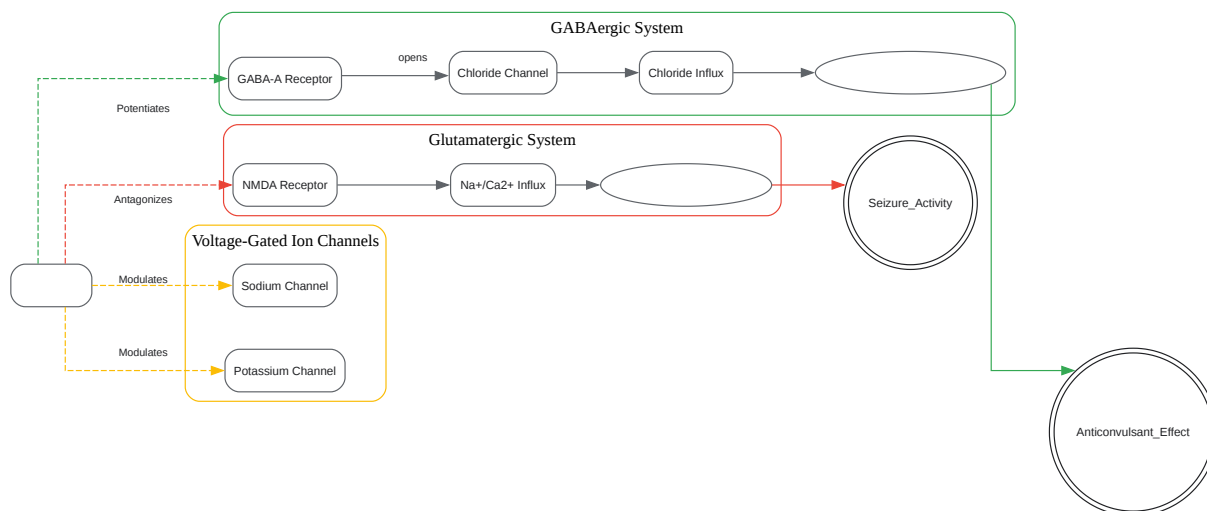 GABAergic System
opens
GABA-A Receptor
Chloride Channel
Chloride Influx
Potentiates
Glutamatergic System
NMDA Receptor
Na+/Ca2+ Influx
Antagonizes
Seizure_Activity
Voltage-Gated Ion Channels
Modulates
Sodium Channel
Modulates
Potassium Channel
Anticonvulsant_Effect